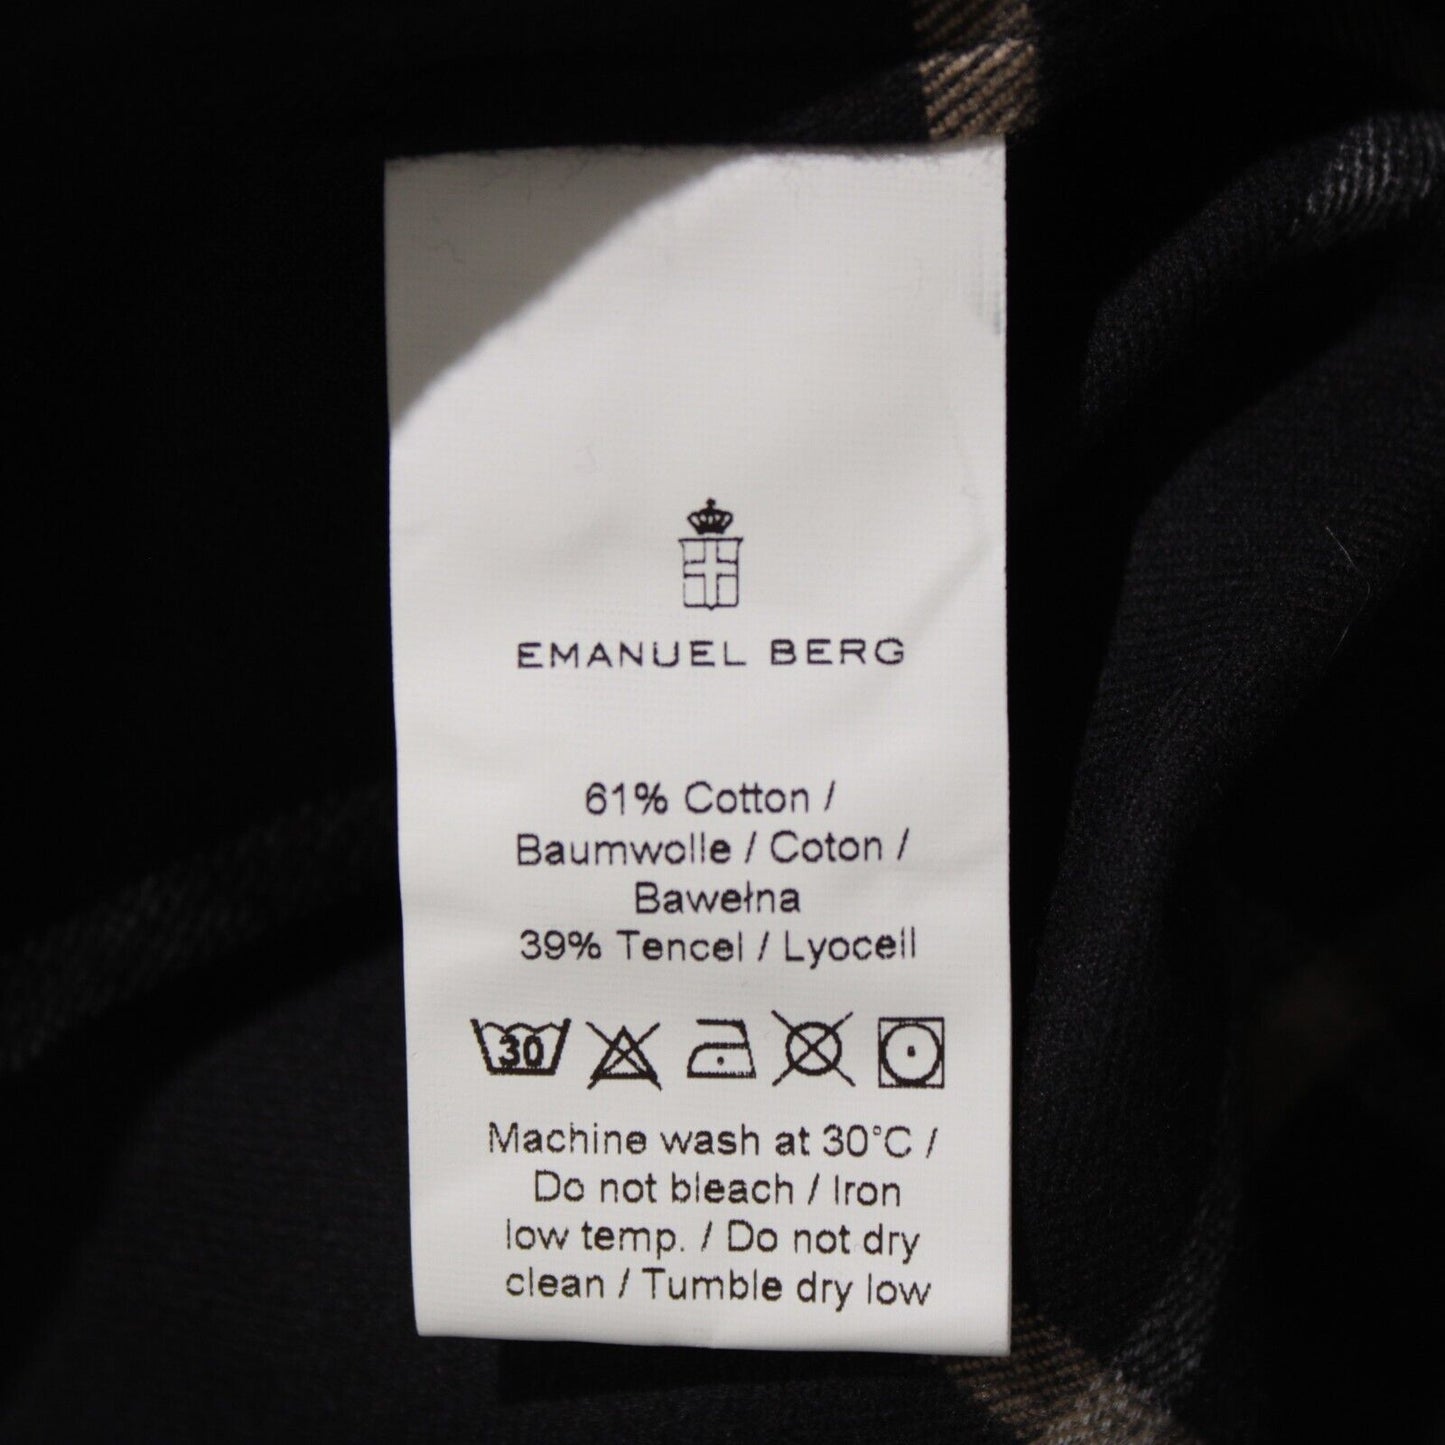 EMANUEL BERG
61% Cotton /
Baumwolle / Coton /
Bawełna
39% Tencel / Lyocell
30
Machine wash at 30°C /
Do not bleach / Iron
low temp. / Do not dry
clean / Tumble dry low